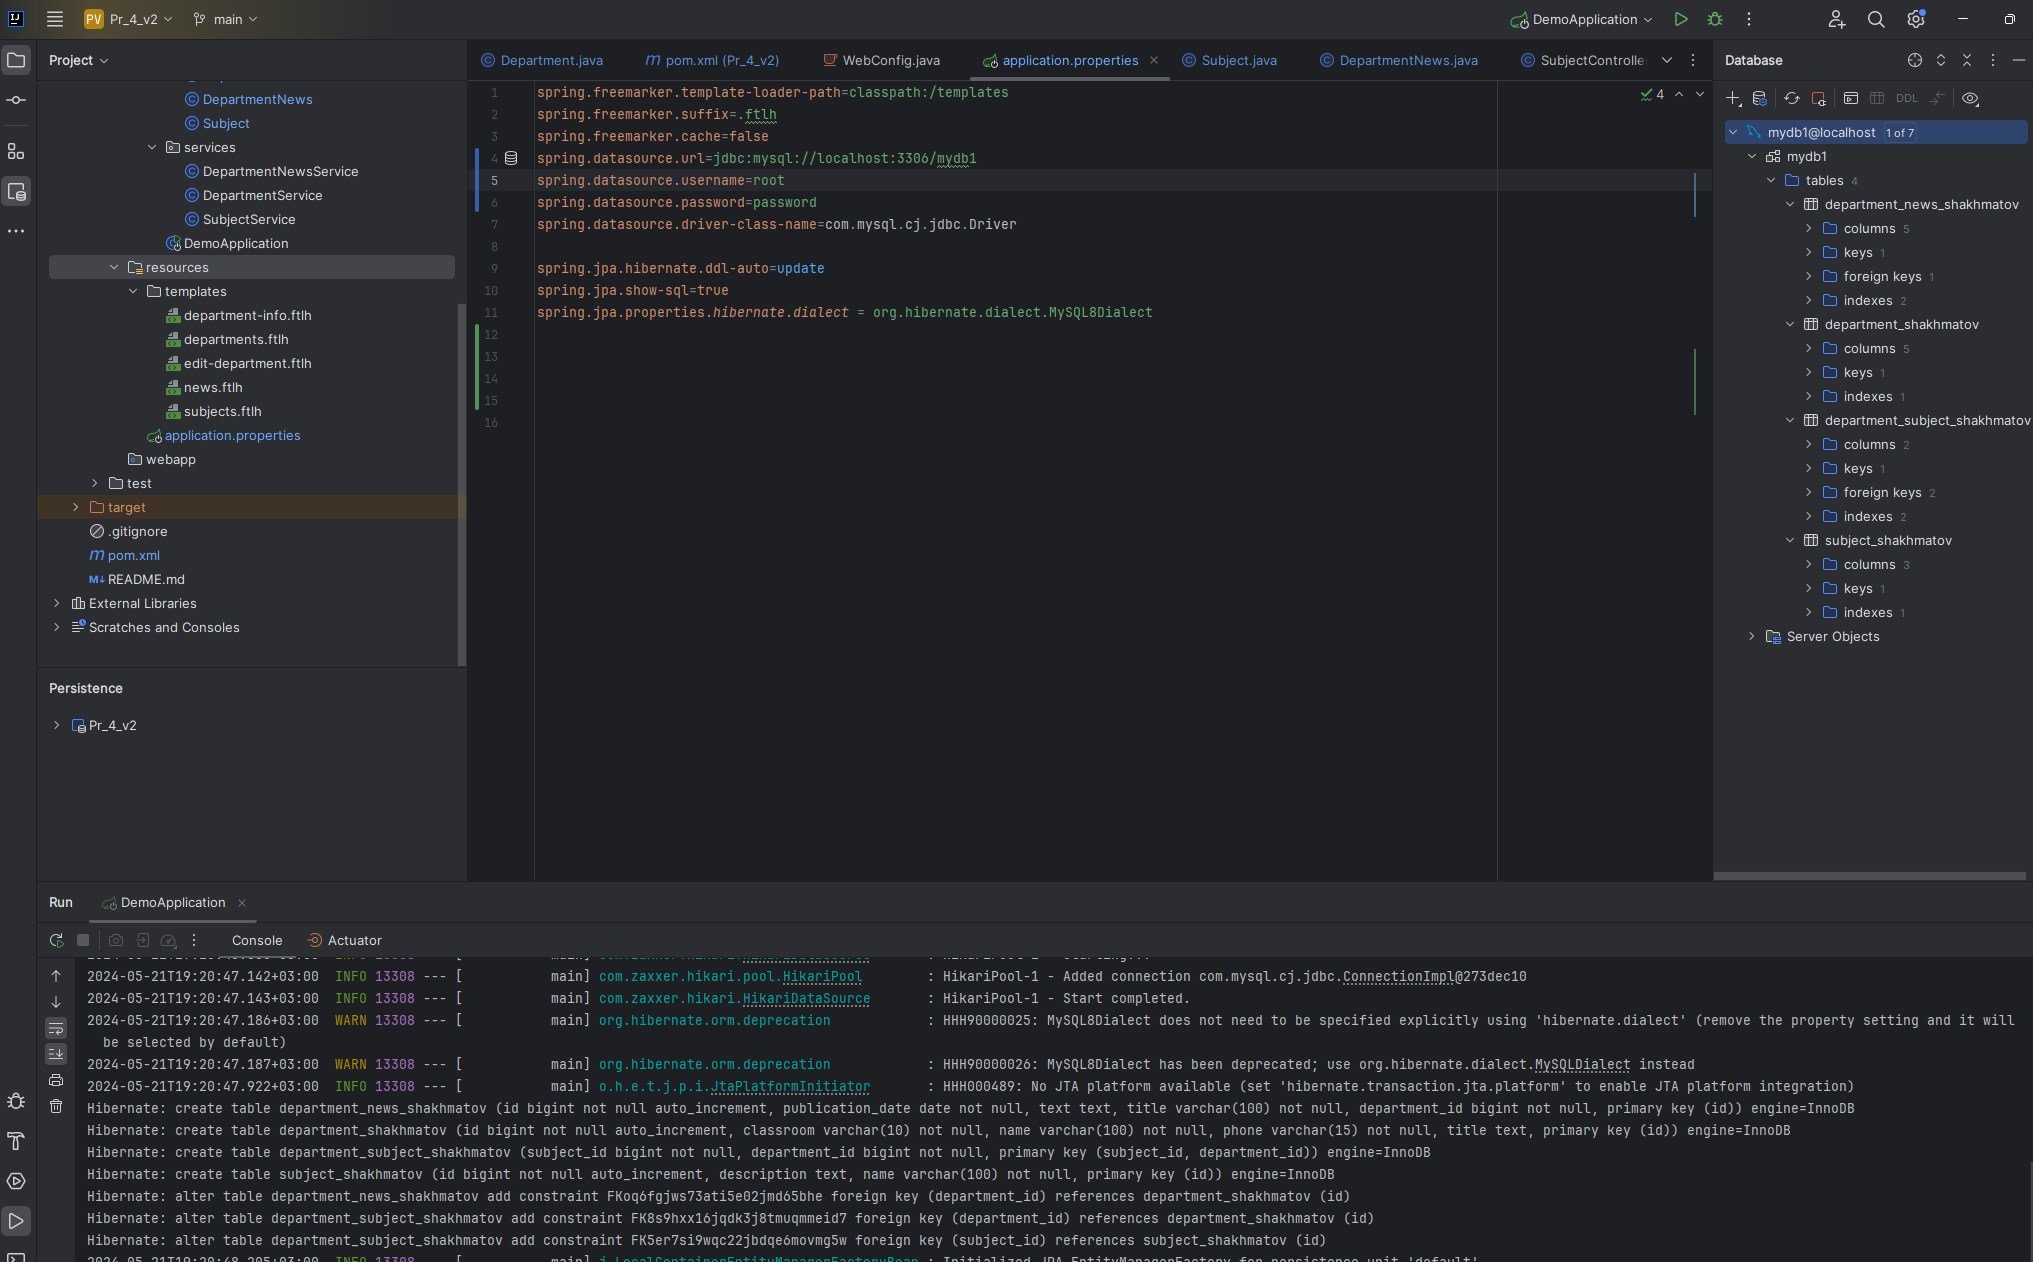 PV Pr_4_v2 main DemoApplication
Project
DepartmentNews
Subject
services
DepartmentNewsService
DepartmentService
SubjectService
DemoApplication
resources
templates
department-info.ftlh
departments.ftlh
edit-department.ftlh
news.ftlh
subjects.ftlh
application.properties
webapp
test
target
.gitignore
m pom.xml
M↓ README.md
External Libraries
Scratches and Consoles
Persistence
Pr_4_v2
Department.java m pom.xml (Pr_4_v2) WebConfig.java application.properties Subject.java DepartmentNews.java SubjectControlle
4
1 spring.freemarker.template-loader-path=classpath:/templates
2 spring.freemarker.suffix=.ftlh
3 spring.freemarker.cache=false
4 spring.datasource.url=jdbc:mysql://localhost:3306/mydb1
5 spring.datasource.username=root
6 spring.datasource.password=password
7 spring.datasource.driver-class-name=com.mysql.cj.jdbc.Driver
8
9 spring.jpa.hibernate.ddl-auto=update
10 spring.jpa.show-sql=true
11 spring.jpa.properties.hibernate.dialect = org.hibernate.dialect.MySQL8Dialect
12
13
14
15
16
Database
DDL
mydb1@localhost 1 of 7
mydb1
tables 4
department_news_shakhmatov
columns 5
keys 1
foreign keys 1
indexes 2
department_shakhmatov
columns 5
keys 1
indexes 1
department_subject_shakhmatov
columns 2
keys 1
foreign keys 2
indexes 2
subject_shakhmatov
columns 3
keys 1
indexes 1
Server Objects
Run DemoApplication
Console Actuator
2024-05-21T19:20:47.142+03:00 INFO 13308 --- [ main] com.zaxxer.hikari.pool.HikariPool : HikariPool-1 - Added connection com.mysql.cj.jdbc.ConnectionImpl@273dec10
2024-05-21T19:20:47.143+03:00 INFO 13308 --- [ main] com.zaxxer.hikari.HikariDataSource : HikariPool-1 - Start completed.
2024-05-21T19:20:47.186+03:00 WARN 13308 --- [ main] org.hibernate.orm.deprecation : HHH90000025: MySQL8Dialect does not need to be specified explicitly using 'hibernate.dialect' (remove the property setting and it will
be selected by default)
2024-05-21T19:20:47.187+03:00 WARN 13308 --- [ main] org.hibernate.orm.deprecation : HHH90000026: MySQL8Dialect has been deprecated; use org.hibernate.dialect.MySQLDialect instead
2024-05-21T19:20:47.922+03:00 INFO 13308 --- [ main] o.h.e.t.j.p.i.JtaPlatformInitiator : HHH000489: No JTA platform available (set 'hibernate.transaction.jta.platform' to enable JTA platform integration)
Hibernate: create table department_news_shakhmatov (id bigint not null auto_increment, publication_date date not null, text text, title varchar(100) not null, department_id bigint not null, primary key (id)) engine=InnoDB
Hibernate: create table department_shakhmatov (id bigint not null auto_increment, classroom varchar(10) not null, name varchar(100) not null, phone varchar(15) not null, title text, primary key (id)) engine=InnoDB
Hibernate: create table department_subject_shakhmatov (subject_id bigint not null, department_id bigint not null, primary key (subject_id, department_id)) engine=InnoDB
Hibernate: create table subject_shakhmatov (id bigint not null auto_increment, description text, name varchar(100) not null, primary key (id)) engine=InnoDB
Hibernate: alter table department_news_shakhmatov add constraint FKoq6fgjws73ati5e02jmd65bhe foreign key (department_id) references department_shakhmatov (id)
Hibernate: alter table department_subject_shakhmatov add constraint FK8s9hxx16jqdk3j8tmuqmmeid7 foreign key (department_id) references department_shakhmatov (id)
Hibernate: alter table department_subject_shakhmatov add constraint FK5er7si9wqc22jbdqe6movmg5w foreign key (subject_id) references subject_shakhmatov (id)
2024-05-21T19:20:48.205+03:00 INFO 13308 --- [ main] j.LocalContainerEntityManagerFactoryBean : Initialized JPA EntityManagerFactory for persistence unit 'default'